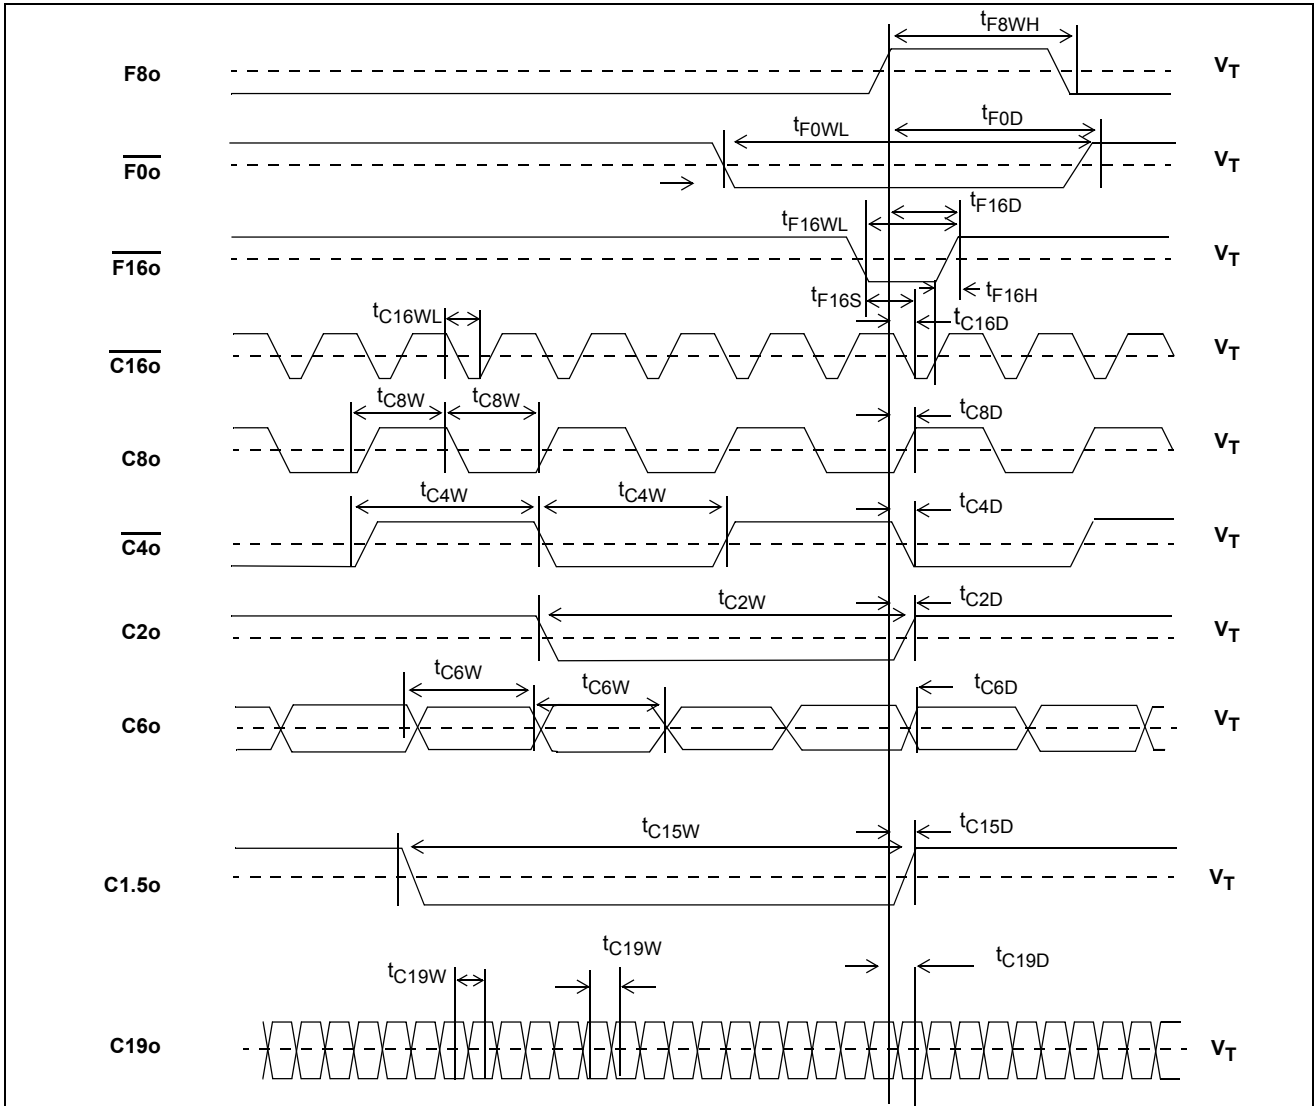 tF8WH
F8o
VT
tF0WL
tF0D
F0o
VT
tF16D
tF16WL
F16o
VT
tF16S
tF16H
tC16WL
tC16D
C16o
VT
tC8W
tC8W
tC8D
C8o
VT
tC4W
tC4W
tC4D
C4o
VT
tC2W
tC2D
C2o
VT
tC6W
tC6W
tC6D
C6o
VT
tC15W
tC15D
C1.5o
VT
tC19W
tC19W
tC19D
C19o
VT